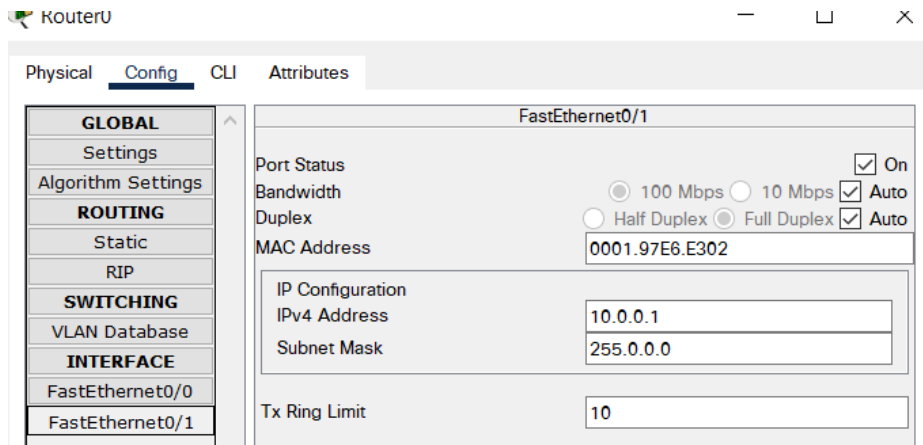 Router0
Physical Config CLI Attributes
GLOBAL
Settings
Algorithm Settings
ROUTING
Static
RIP
SWITCHING
VLAN Database
INTERFACE
FastEthernet0/0
FastEthernet0/1
FastEthernet0/1
Port Status On
Bandwidth 100 Mbps 10 Mbps Auto
Duplex Half Duplex Full Duplex Auto
MAC Address 0001.97E6.E302
IP Configuration
IPv4 Address 10.0.0.1
Subnet Mask 255.0.0.0
Tx Ring Limit 10